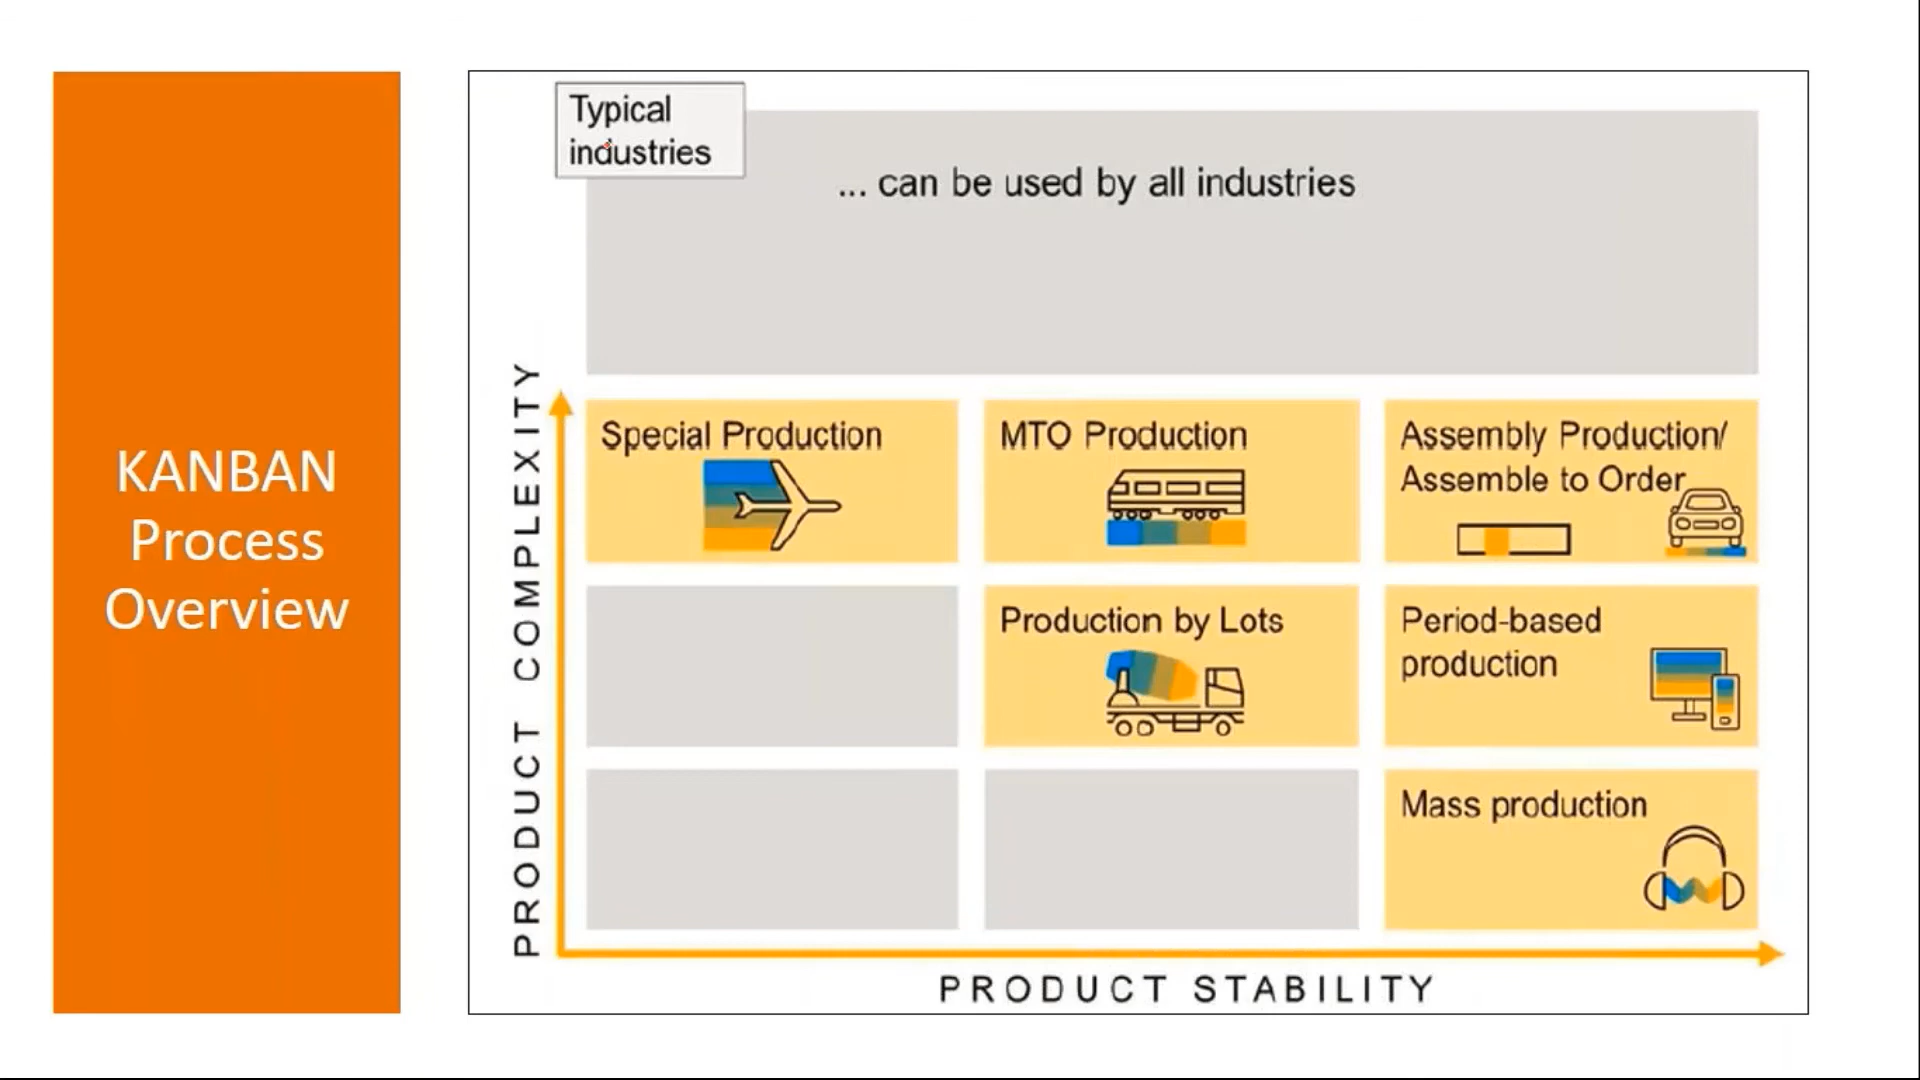 KANBAN
Process
Overview
Typical
industries
... can be used by all industries
PRODUCT COMPLEXITY
Special Production
MTO Production
Assembly Production/
Assemble to Order
Production by Lots
Period-based
production
Mass production
PRODUCT STABILITY